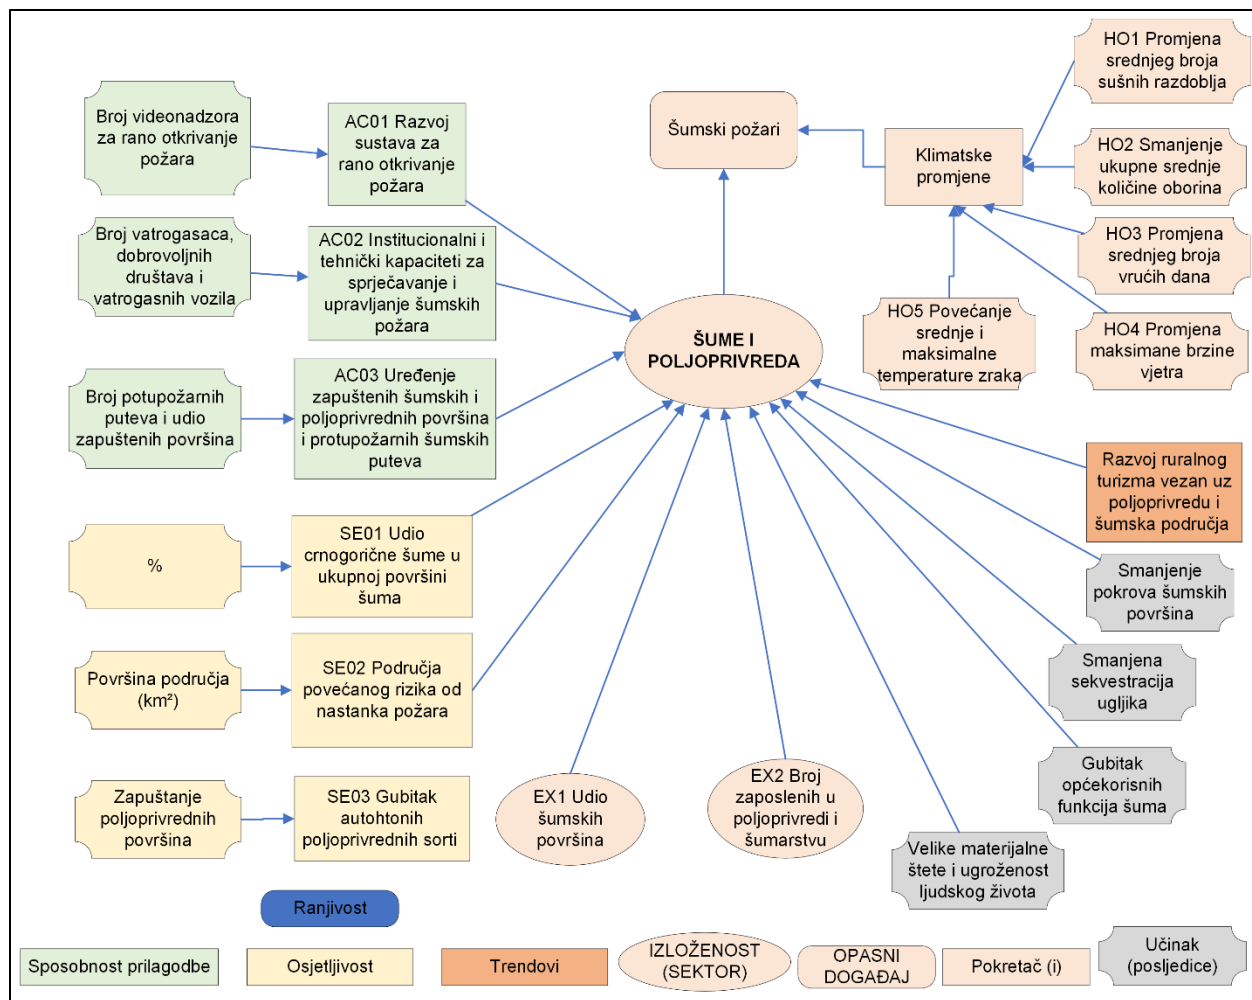 Broj videonadzora
za rano otkrivanje
požara
AC01 Razvoj
sustava za
rano otkrivanje
požara
Šumski požari
Klimatske
promjene
HO1 Promjena
srednjeg broja
sušnih razdoblja
HO2 Smanjenje
ukupne srednje
količine oborina
HO3 Promjena
srednjeg broja
vrućih dana
HO4 Promjena
maksimane brzine
vjetra
HO5 Povećanje
srednje i
maksimalne
temperature zraka
Broj vatrogasaca,
dobrovoljnih
društava i
vatrogasnih vozila
AC02 Institucionalni i
tehnički kapaciteti za
sprječavanje i
upravljanje šumskih
požara
ŠUME I
POLJOPRIVREDA
Broj potupožarnih
puteva i udio
zapuštenih površina
AC03 Uređenje
zapuštenih šumskih i
poljoprivrednih površina
i protupožarnih šumskih
puteva
Razvoj ruralnog
turizma vezan uz
poljoprivredu i
šumska područja
%
SE01 Udio
crnogorične šume u
ukupnoj površini
šuma
Smanjenje
pokrova šumskih
površina
Površina područja
(km²)
SE02 Područja
povećanog rizika od
nastanka požara
Smanjena
sekvestracija
ugljika
Gubitak
općekorisnih
funkcija šuma
Zapuštanje
poljoprivrednih
površina
SE03 Gubitak
autohtonih
poljoprivrednih sorti
EX1 Udio
šumskih
površina
EX2 Broj
zaposlenih u
poljoprivredi i
šumarstvu
Velike materijalne
štete i ugroženost
ljudskog života
Ranjivost
Sposobnost prilagodbe
Osjetljivost
Trendovi
IZLOŽENOST
(SEKTOR)
OPASNI
DOGAĐAJ
Pokretač (i)
Učinak
(posljedice)